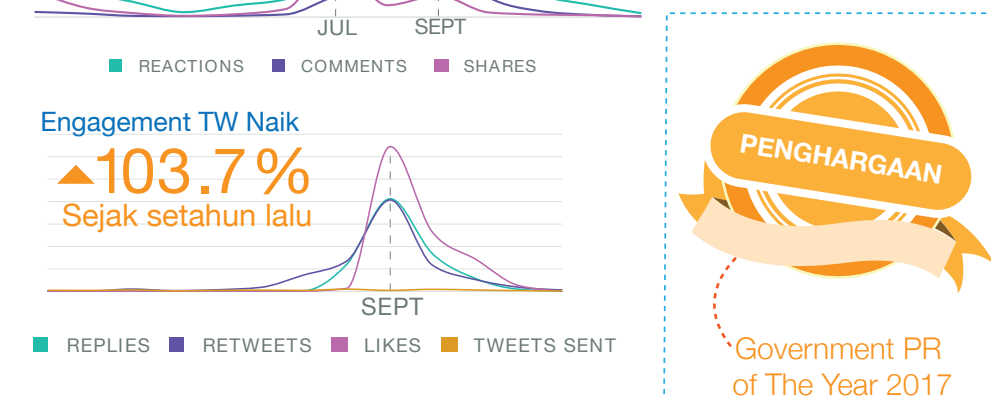 JUL
SEPT
REACTIONS
COMMENTS
SHARES
Engagement TW Naik
103.7%
Sejak setahun lalu
SEPT
REPLIES
RETWEETS
LIKES
TWEETS SENT
PENGHARGAAN
Government PR
of The Year 2017